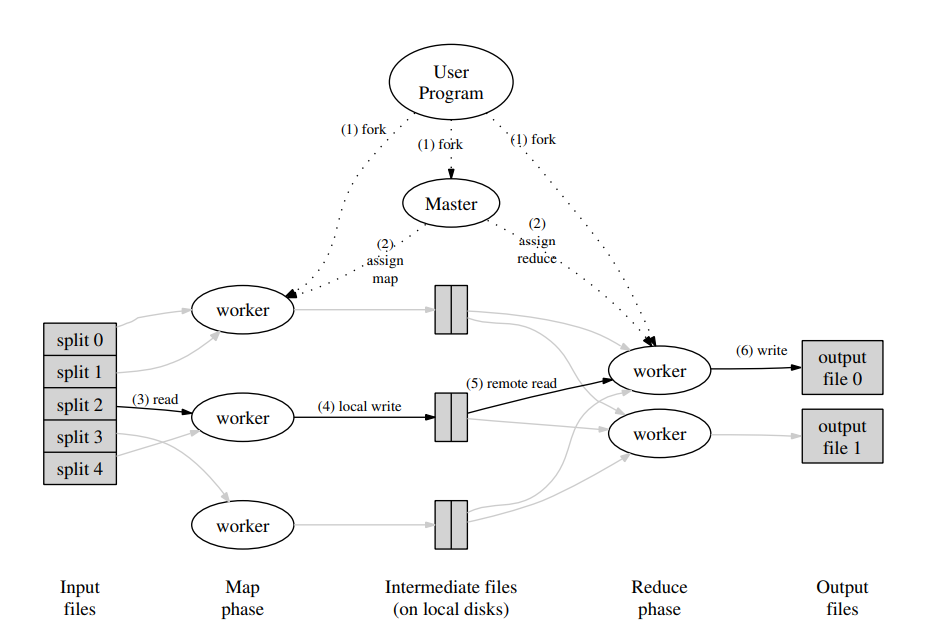 User
Program
(1) fork
(1) fork
(1) fork
Master
(2)
assign
map
(2)
assign
reduce
worker
split 0
split 1
split 2
split 3
split 4
(3) read
worker
(4) local write
(5) remote read
worker
(6) write
output
file 0
worker
output
file 1
worker
Input
files
Map
phase
Intermediate files
(on local disks)
Reduce
phase
Output
files